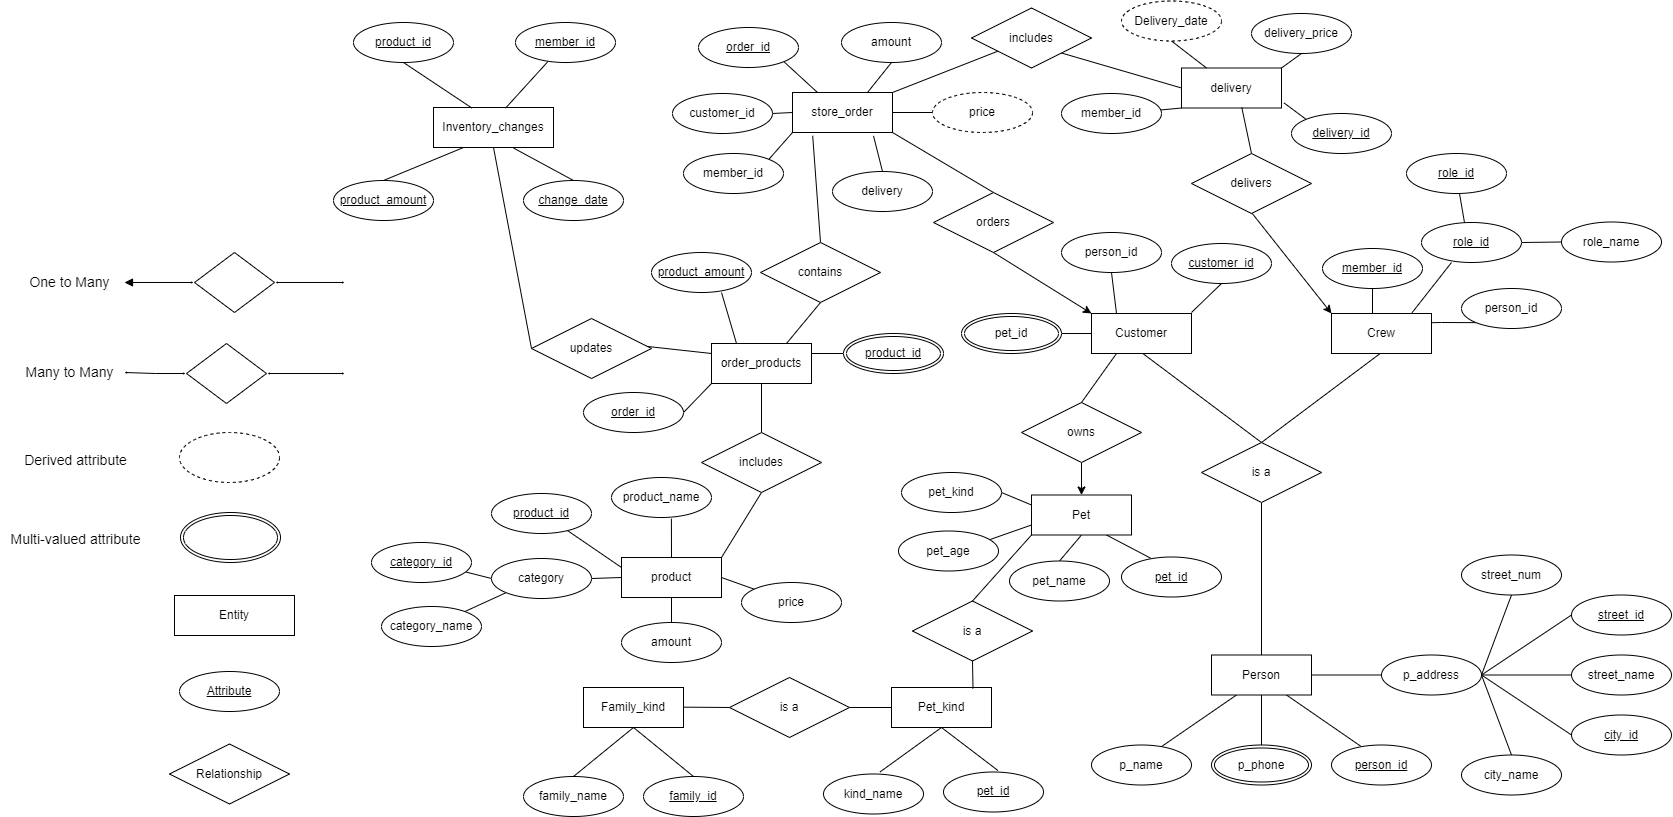 product_id
member_id
order_id
amount
includes
Delivery_date
delivery_price
Inventory_changes
customer_id
store_order
price
delivery
member_id
delivery_id
member_id
delivery
product_amount
change_date
delivers
role_id
orders
role_id
role_name
person_id
customer_id
member_id
person_id
One to Many
product_amount
contains
pet_id
Customer
Crew
updates
order_products
product_id
Many to Many
order_id
owns
Derived attribute
includes
is a
product_id
product_name
pet_kind
Pet
Multi-valued attribute
category_id
category
product
price
pet_age
pet_name
pet_id
street_num
Entity
category_name
amount
is a
street_id
Attribute
Family_kind
is a
Pet_kind
Person
p_address
street_name
city_id
Relationship
family_name
family_id
kind_name
pet_id
p_name
p_phone
person_id
city_name